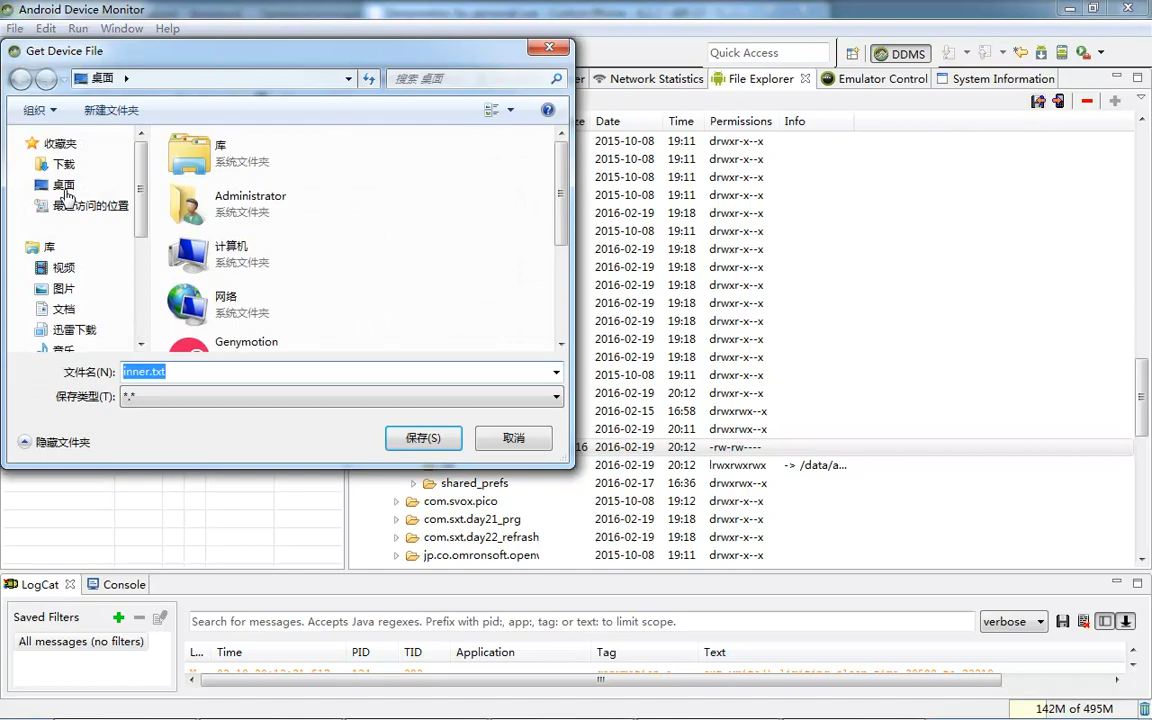 Android Device Monitor
File Edit Run Window Help
Get Device File
Quick Access
DDMS
桌面
搜索 桌面
Network Statistics
File Explorer
Emulator Control
System Information
组织
新建文件夹
收藏夹
下载
桌面
访问的位置
库
视频
图片
文档
迅雷下载
音乐
库
系统文件夹
Administrator
系统文件夹
计算机
系统文件夹
网络
系统文件夹
Genymotion
文件名(N):
inner.txt
保存类型(T):
*.*
隐藏文件夹
保存(S)
取消
Date Time Permissions Info
2015-10-08 19:11 drwxr-x--x
2015-10-08 19:11 drwxr-x--x
2015-10-08 19:11 drwxr-x--x
2015-10-08 19:11 drwxr-x--x
2016-02-19 19:18 drwxr-x--x
2016-02-19 19:18 drwxr-x--x
2016-02-19 19:18 drwxr-x--x
2016-02-19 19:18 drwxr-x--x
2016-02-19 19:18 drwxr-x--x
2016-02-19 19:18 drwxr-x--x
2016-02-19 19:18 drwxr-x--x
2016-02-19 19:18 drwxr-x--x
2016-02-19 19:18 drwxr-x--x
2015-10-08 19:11 drwxr-x--x
2016-02-19 20:12 drwxr-x--x
2016-02-15 16:58 drwxrwx--x
2016-02-19 20:11 drwxrwx--x
16 2016-02-19 20:12 -rw-rw----
2016-02-19 20:12 lrwxrwxrwx -> /data/a...
shared_prefs 2016-02-17 16:36 drwxrwx--x
com.svox.pico 2015-10-08 19:12 drwxr-x--x
com.sxt.day21_prg 2016-02-19 19:18 drwxr-x--x
com.sxt.day22_refrash 2016-02-19 19:18 drwxr-x--x
jp.co.omronsoft.openv 2015-10-08 19:11 drwxr-x--x
LogCat
Console
Saved Filters
All messages (no filters)
Search for messages. Accepts Java regexes. Prefix with pid:, app:, tag: or text: to limit scope.
verbose
L... Time PID TID Application Tag Text
142M of 495M